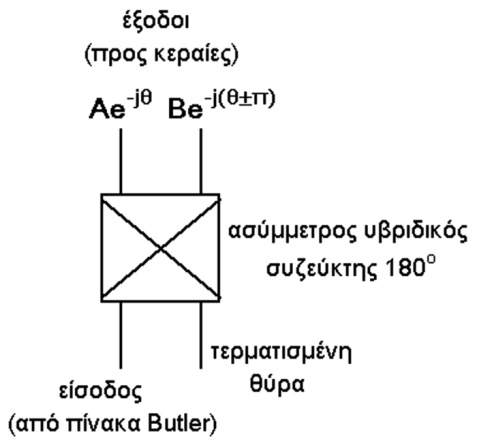 έξοδοι
(προς κεραίες)
Ae^-jθ Be^-j(θ±π)
ασύμμετρος υβριδικός
συζεύκτης 180°
τερματισμένη
θύρα
είσοδος
(από πίνακα Butler)